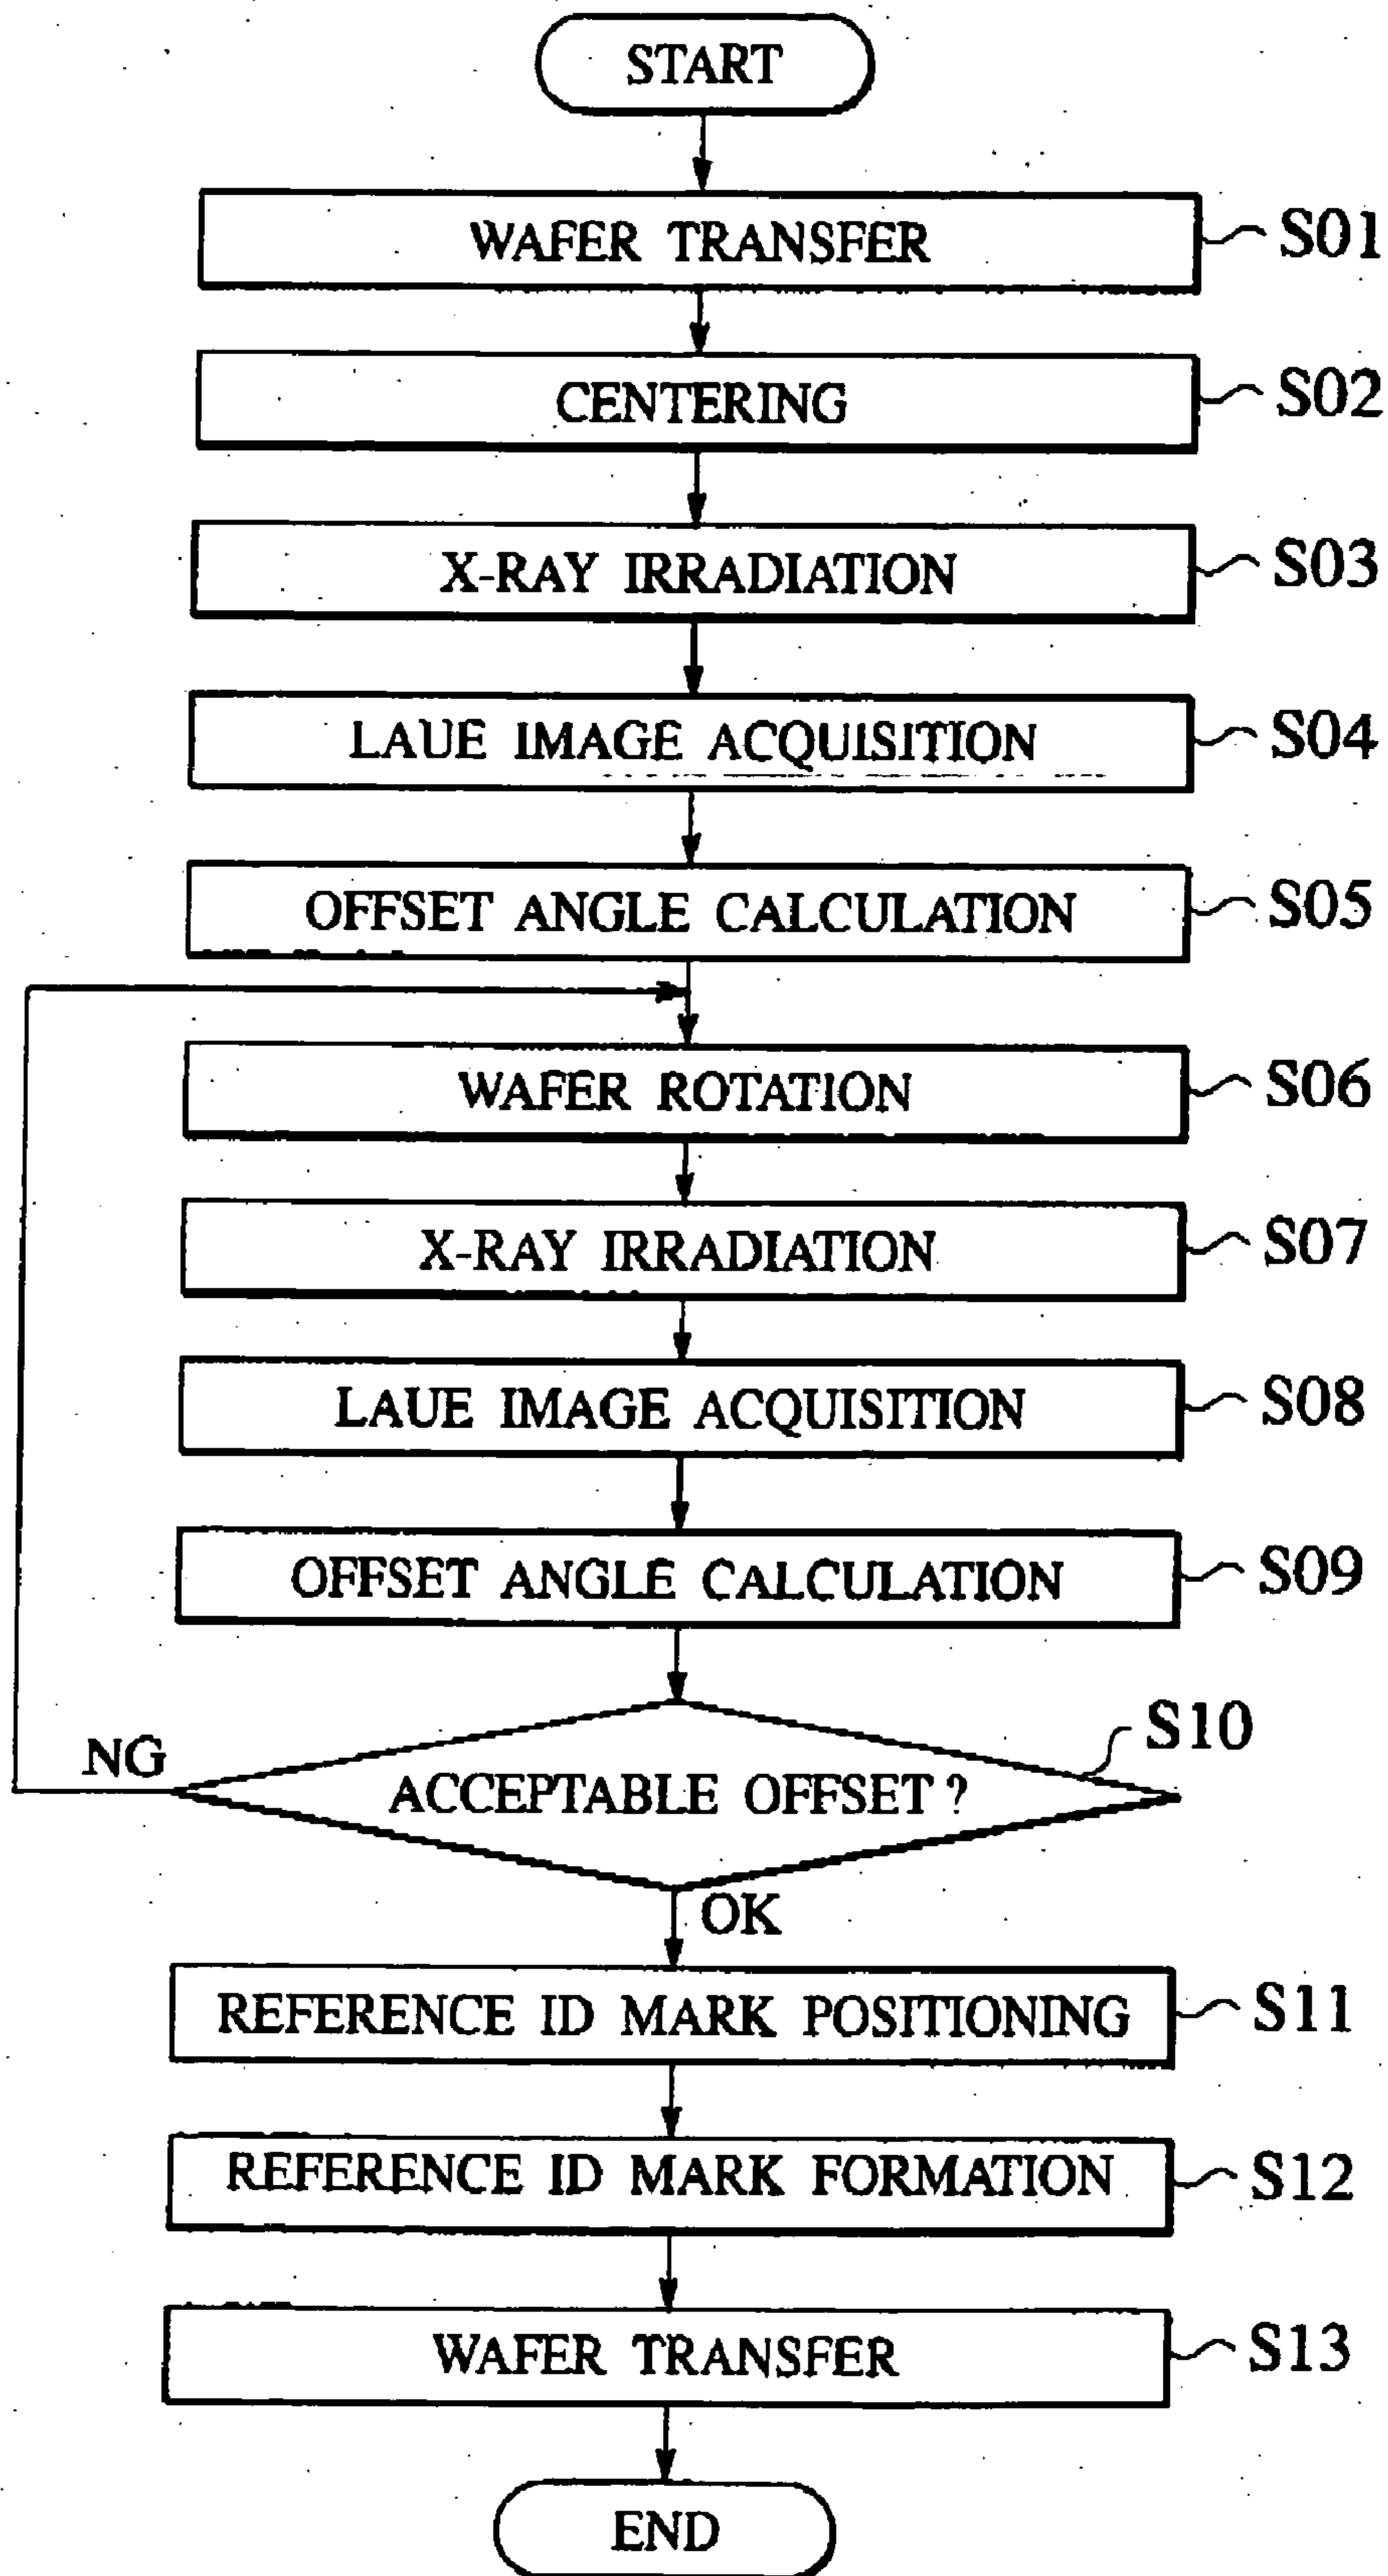 START
WAFER TRANSFER S01
CENTERING S02
X-RAY IRRADIATION S03
LAUE IMAGE ACQUISITION S04
OFFSET ANGLE CALCULATION S05
WAFER ROTATION S06
X-RAY IRRADIATION S07
LAUE IMAGE ACQUISITION S08
OFFSET ANGLE CALCULATION S09
S10
NG
ACCEPTABLE OFFSET?
OK
REFERENCE ID MARK POSITIONING S11
REFERENCE ID MARK FORMATION S12
WAFER TRANSFER S13
END